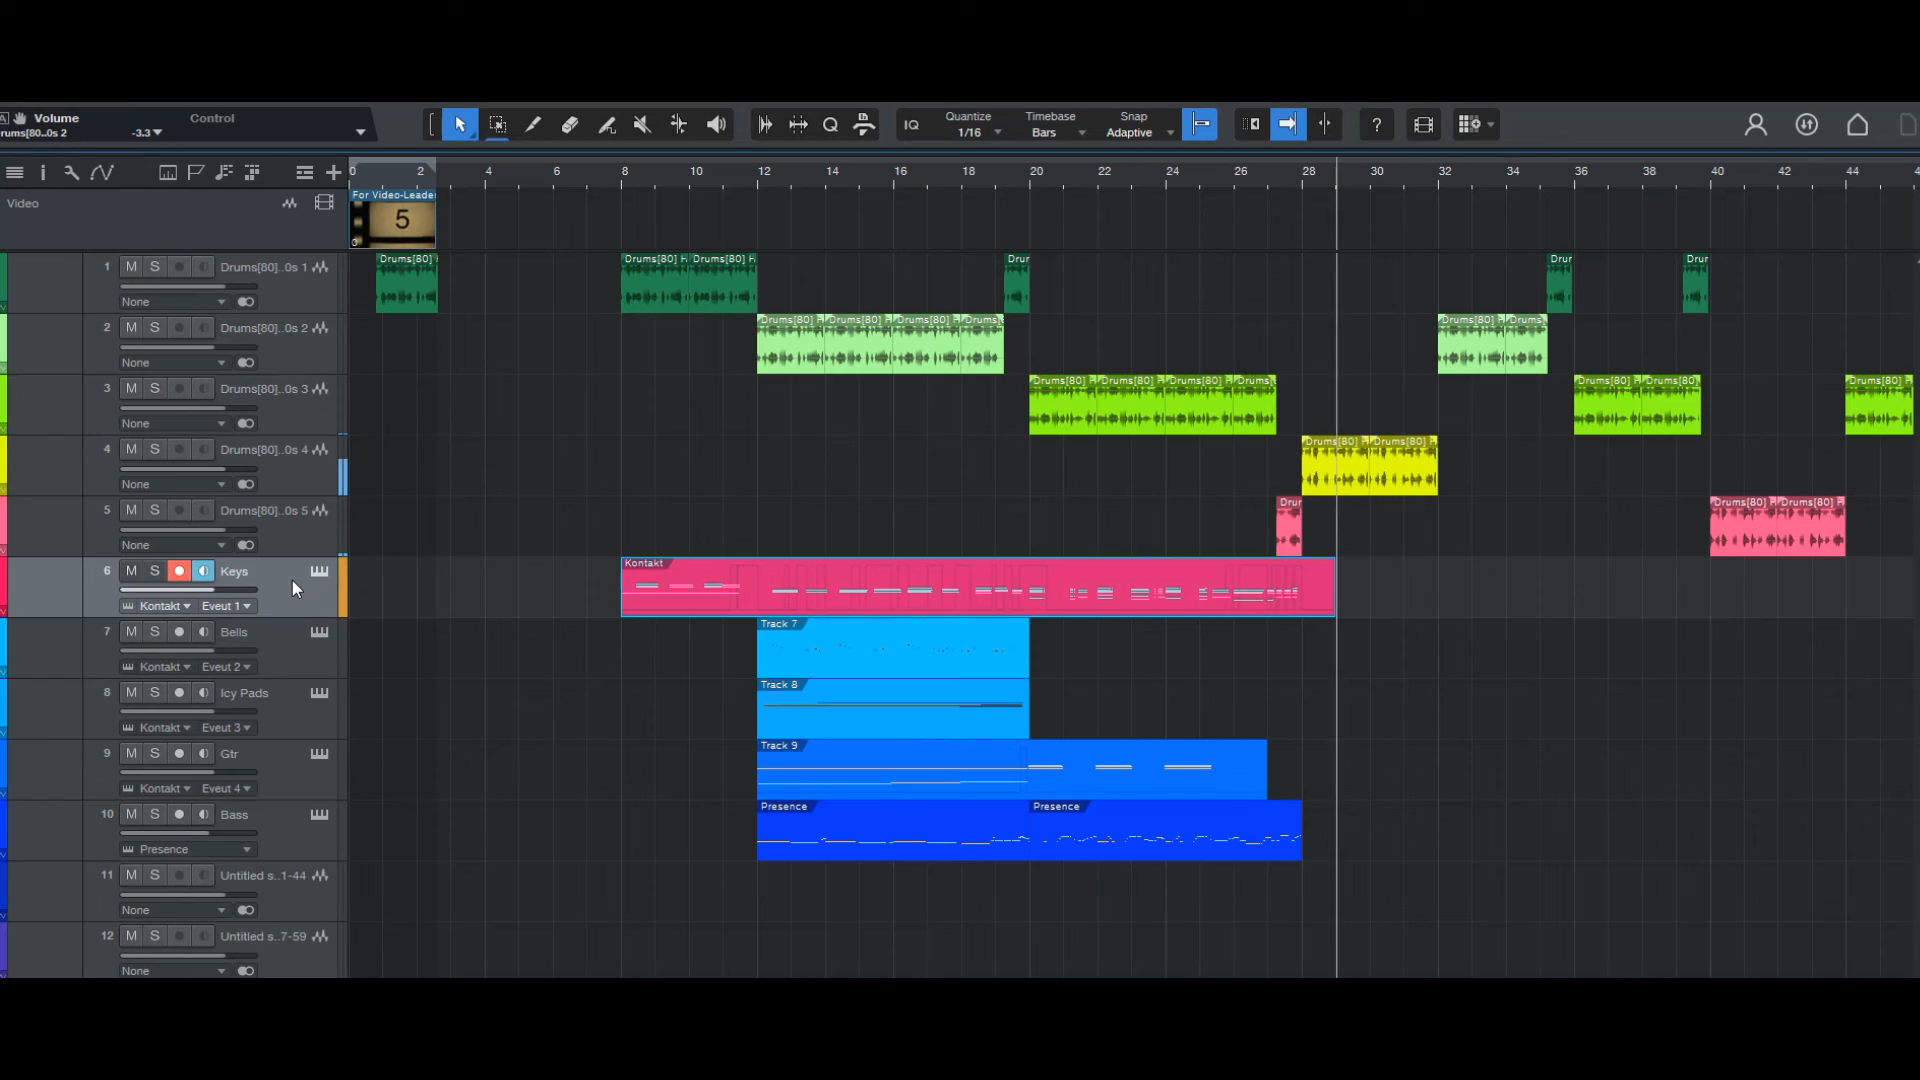 Volume Control
Drums[80..0s 2 -3.3
IQ
Quantize Timebase Snap
1/16 Bars Adaptive
?
0 2 4 6 8 10 12 14 16 18 20 22 24 26 28 30 32 34 36 38 40 42 44
Video
For Video-Leader
5
0
1 M S Drums[80]..0s 1
None
Drums[80] Drums[80] Drums[80] Drur Drur Drur
2 M S Drums[80]..0s 2
None
Drums[80] Drums[80] Drums[80] Drums[ Drums[80] Drums
3 M S Drums[80]..0s 3
None
Drums[80] Drums[80] Drums[80] Drums[ Drums[80] Drums[80] Drums[80]
4 M S Drums[80]..0s 4
None
Drums[80] Drums[80]
5 M S Drums[80]..0s 5
None
Drur Drums[80] Drums[80]
6 M S Keys
Kontakt Eveut 1
Kontakt
7 M S Bells
Kontakt Eveut 2
Track 7
8 M S Icy Pads
Kontakt Eveut 3
Track 8
9 M S Gtr
Kontakt Eveut 4
Track 9
10 M S Bass
Presence
Presence Presence
11 M S Untitled s..1-44
None
12 M S Untitled s..7-59
None